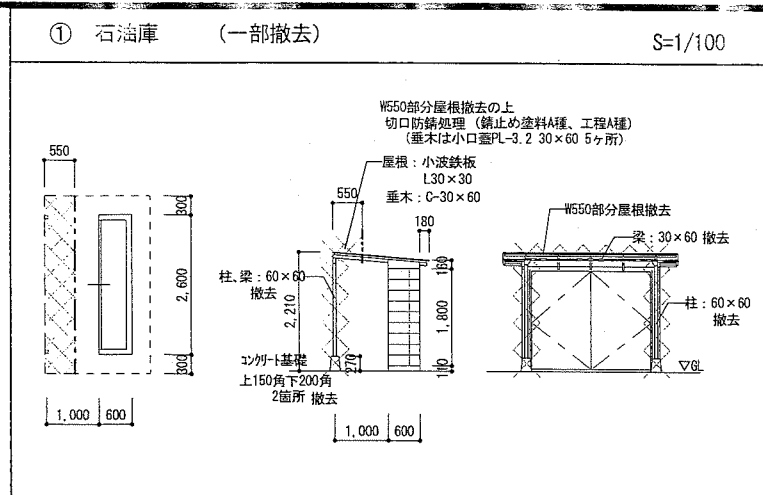 ① 石油庫 (一部撤去)
S=1/100
W550部分屋根撤去の上
切口防錆処理 (錆止め塗料A種、工程A種)
(垂木は小口蓋PL-3.2 30×60 5ヶ所)
屋根：小波鉄板
L30×30
垂木：C-30×60
550
300
2,600
300
1,000
600
550
180
柱、梁：60×60
撤去
2,210
160
1,800
110
270
コンクリート基礎
上150角下200角
2箇所 撤去
1,000
600
W550部分屋根撤去
梁：30×60 撤去
柱：60×60
撤去
▽GL